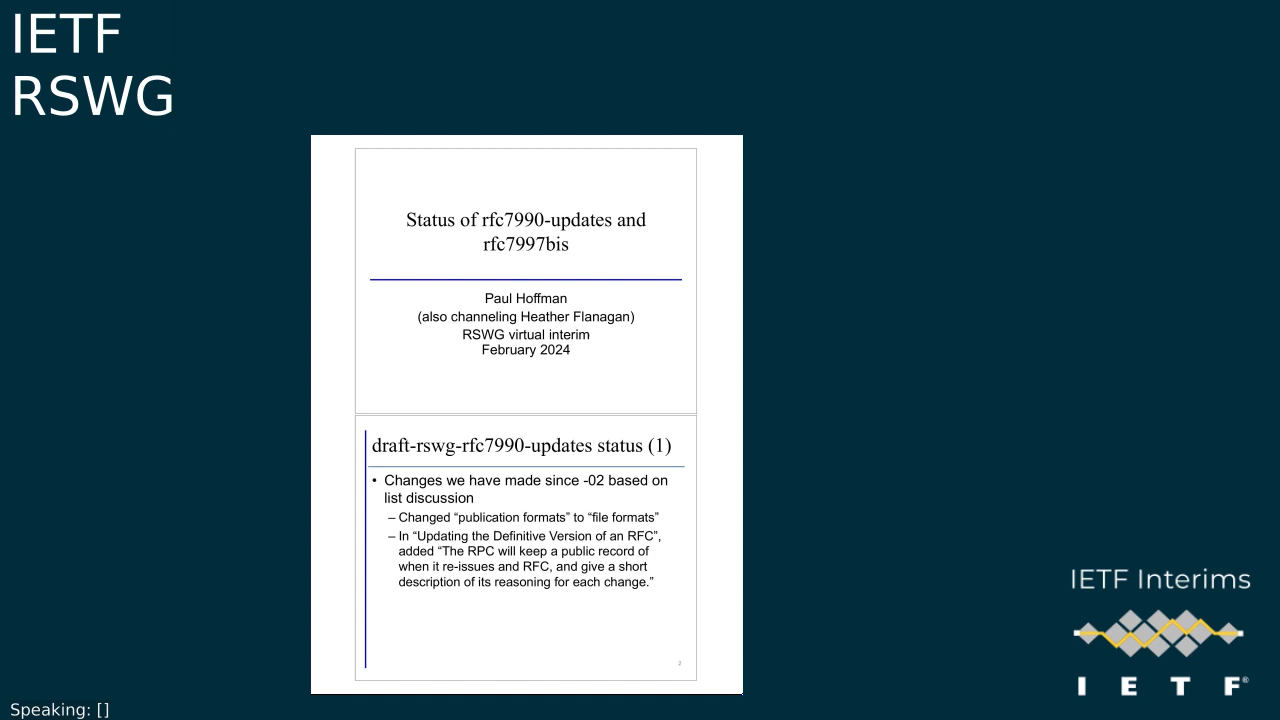 IETF
RSWG
Status of rfc7990-updates and
rfc7997bis
Paul Hoffman
(also channeling Heather Flanagan)
RSWG virtual interim
February 2024
draft-rswg-rfc7990-updates status (1)
• Changes we have made since -02 based on
list discussion
– Changed “publication formats” to “file formats”
– In “Updating the Definitive Version of an RFC”,
added “The RPC will keep a public record of
when it re-issues and RFC, and give a short
description of its reasoning for each change.”
2
IETF Interims
I E T F®
Speaking: []